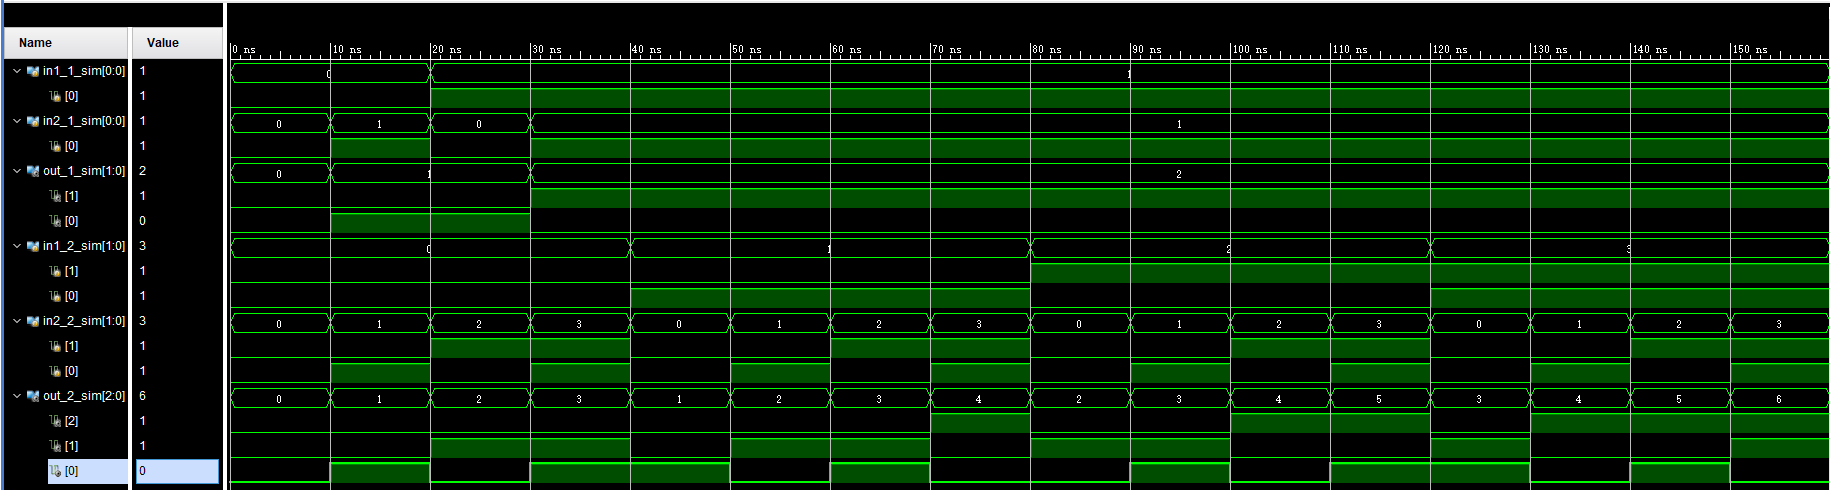 Name Value 0 ns 10 ns 20 ns 30 ns 40 ns 50 ns 60 ns 70 ns 80 ns 90 ns 100 ns 110 ns 120 ns 130 ns 140 ns 150 ns
in1_1_sim[0:0] 1 0 1
[0] 1
in2_1_sim[0:0] 1 0 1 0 1
[0] 1
out_1_sim[1:0] 2 0 1 2
[1] 1
[0] 0
in1_2_sim[1:0] 3 0 1 2 3
[1] 1
[0] 1
in2_2_sim[1:0] 3 0 1 2 3 0 1 2 3 0 1 2 3 0 1 2 3
[1] 1
[0] 1
out_2_sim[2:0] 6 0 1 2 3 1 2 3 4 2 3 4 5 3 4 5 6
[2] 1
[1] 1
[0] 0